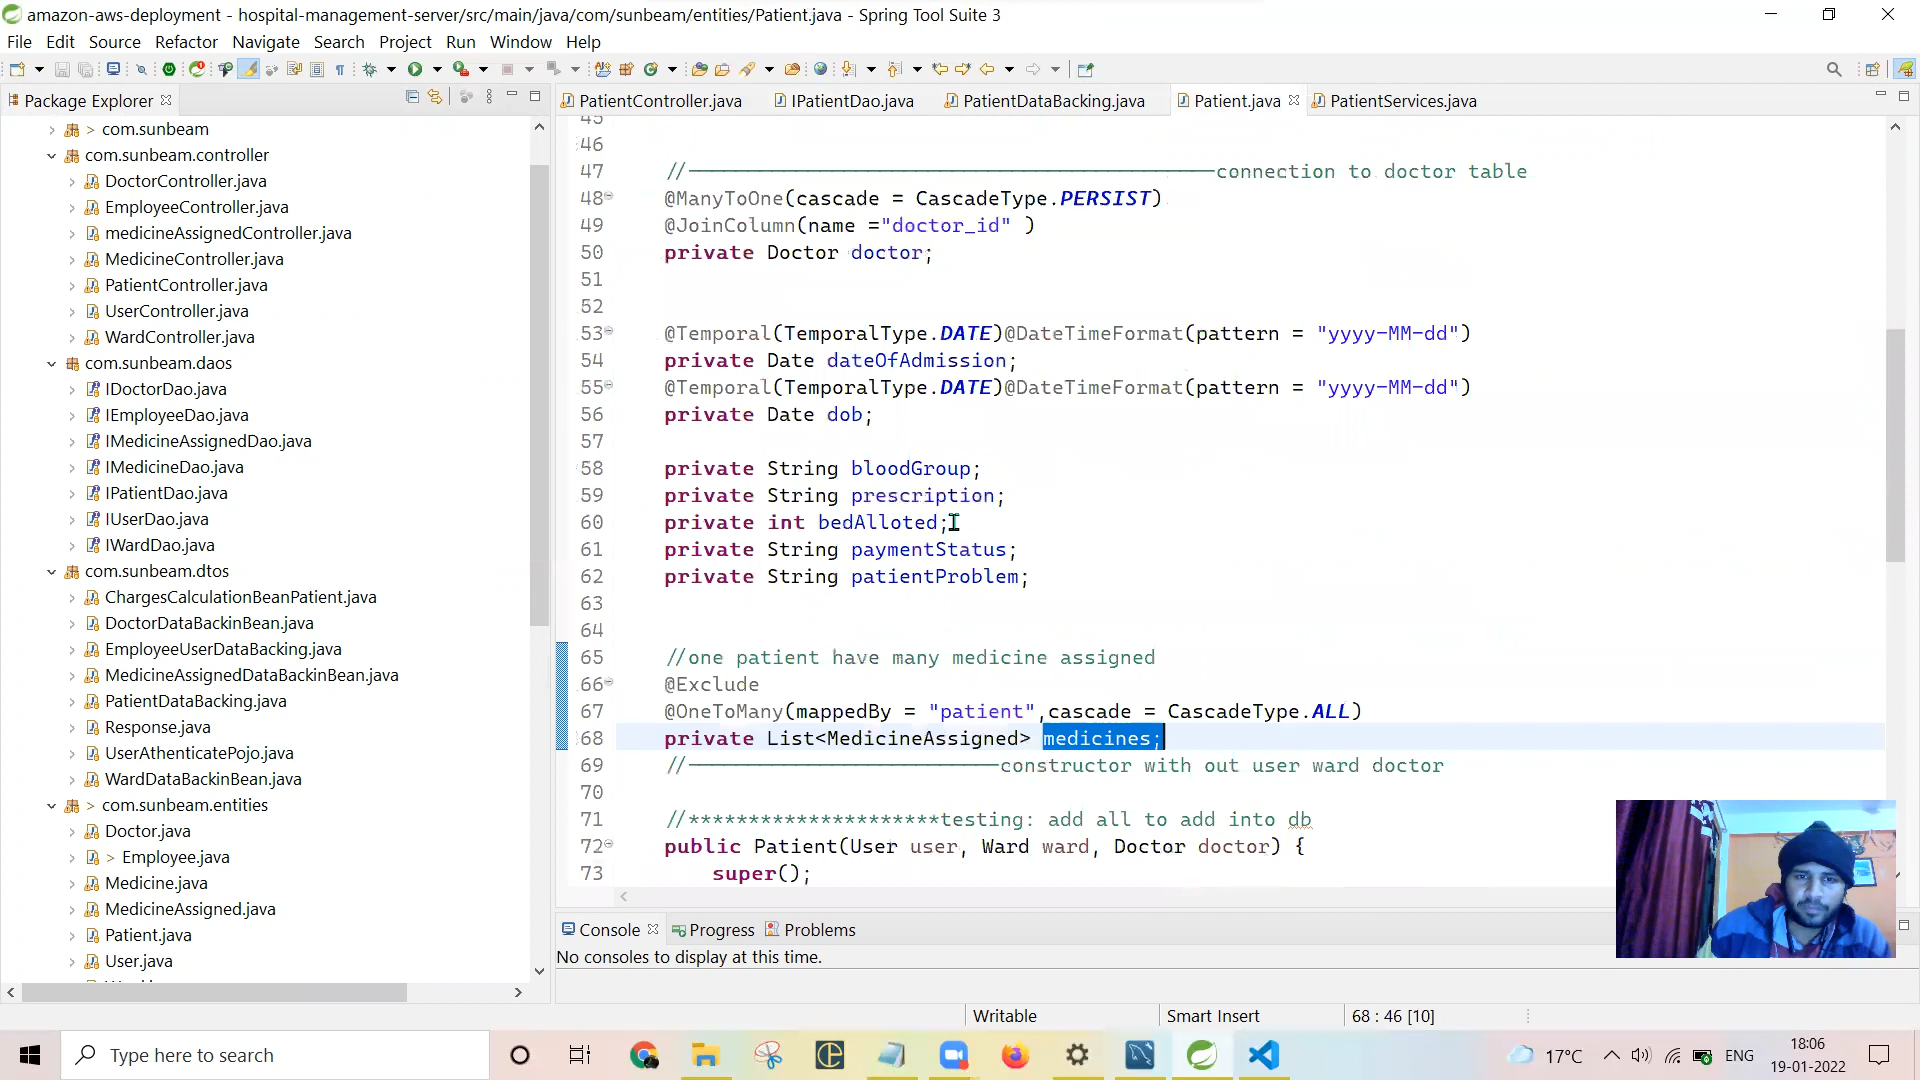 amazon-aws-deployment - hospital-management-server/src/main/java/com/sunbeam/entities/Patient.java - Spring Tool Suite 3
File Edit Source Refactor Navigate Search Project Run Window Help
Package Explorer
> com.sunbeam
com.sunbeam.controller
DoctorController.java
EmployeeController.java
medicineAssignedController.java
MedicineController.java
PatientController.java
UserController.java
WardController.java
com.sunbeam.daos
IDoctorDao.java
IEmployeeDao.java
IMedicineAssignedDao.java
IMedicineDao.java
IPatientDao.java
IUserDao.java
IWardDao.java
com.sunbeam.dtos
ChargesCalculationBeanPatient.java
DoctorDataBackinBean.java
EmployeeUserDataBacking.java
MedicineAssignedDataBackinBean.java
PatientDataBacking.java
Response.java
UserAthenticatePojo.java
WardDataBackinBean.java
> com.sunbeam.entities
Doctor.java
> Employee.java
Medicine.java
MedicineAssigned.java
Patient.java
User.java
PatientController.java IPatientDao.java PatientDataBacking.java Patient.java PatientServices.java
45
46
47 //————————————————————————————————connection to doctor table
48 @ManyToOne(cascade = CascadeType.PERSIST)
49 @JoinColumn(name ="doctor_id" )
50 private Doctor doctor;
51
52
53 @Temporal(TemporalType.DATE)@DateTimeFormat(pattern = "yyyy-MM-dd")
54 private Date dateOfAdmission;
55 @Temporal(TemporalType.DATE)@DateTimeFormat(pattern = "yyyy-MM-dd")
56 private Date dob;
57
58 private String bloodGroup;
59 private String prescription;
60 private int bedAlloted;
61 private String paymentStatus;
62 private String patientProblem;
63
64
65 //one patient have many medicine assigned
66 @Exclude
67 @OneToMany(mappedBy = "patient",cascade = CascadeType.ALL)
68 private List<MedicineAssigned> medicines;
69 //———————————————————constructor with out user ward doctor
70
71 //*********************testing: add all to add into db
72 public Patient(User user, Ward ward, Doctor doctor) {
73 super();
Console Progress Problems
No consoles to display at this time.
Writable Smart Insert 68 : 46 [10]
Type here to search
17°C ENG
18:06
19-01-2022